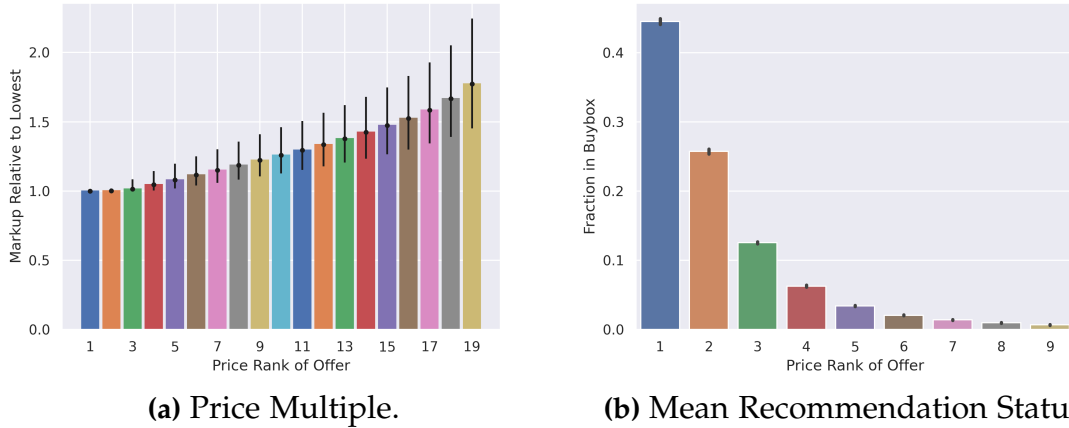 Markup Relative to Lowest
2.0
1.5
1.0
0.5
0.0
1 3 5 7 9 11 13 15 17 19
Price Rank of Offer
(a) Price Multiple.
Fraction in Buybox
0.4
0.3
0.2
0.1
0.0
1 2 3 4 5 6 7 8 9
Price Rank of Offer
(b) Mean Recommendation Statu